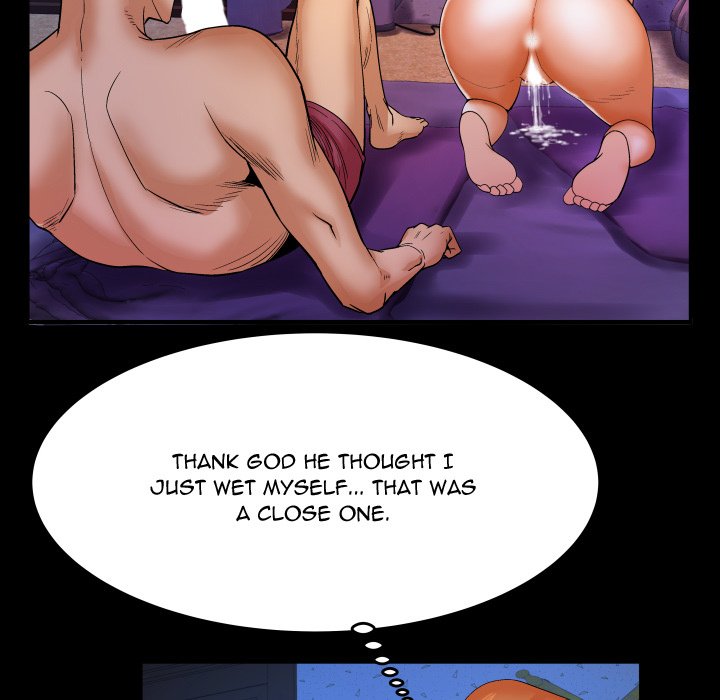 THANK GOD HE THOUGHT I
JUST WET MYSELF... THAT WAS
A CLOSE ONE.